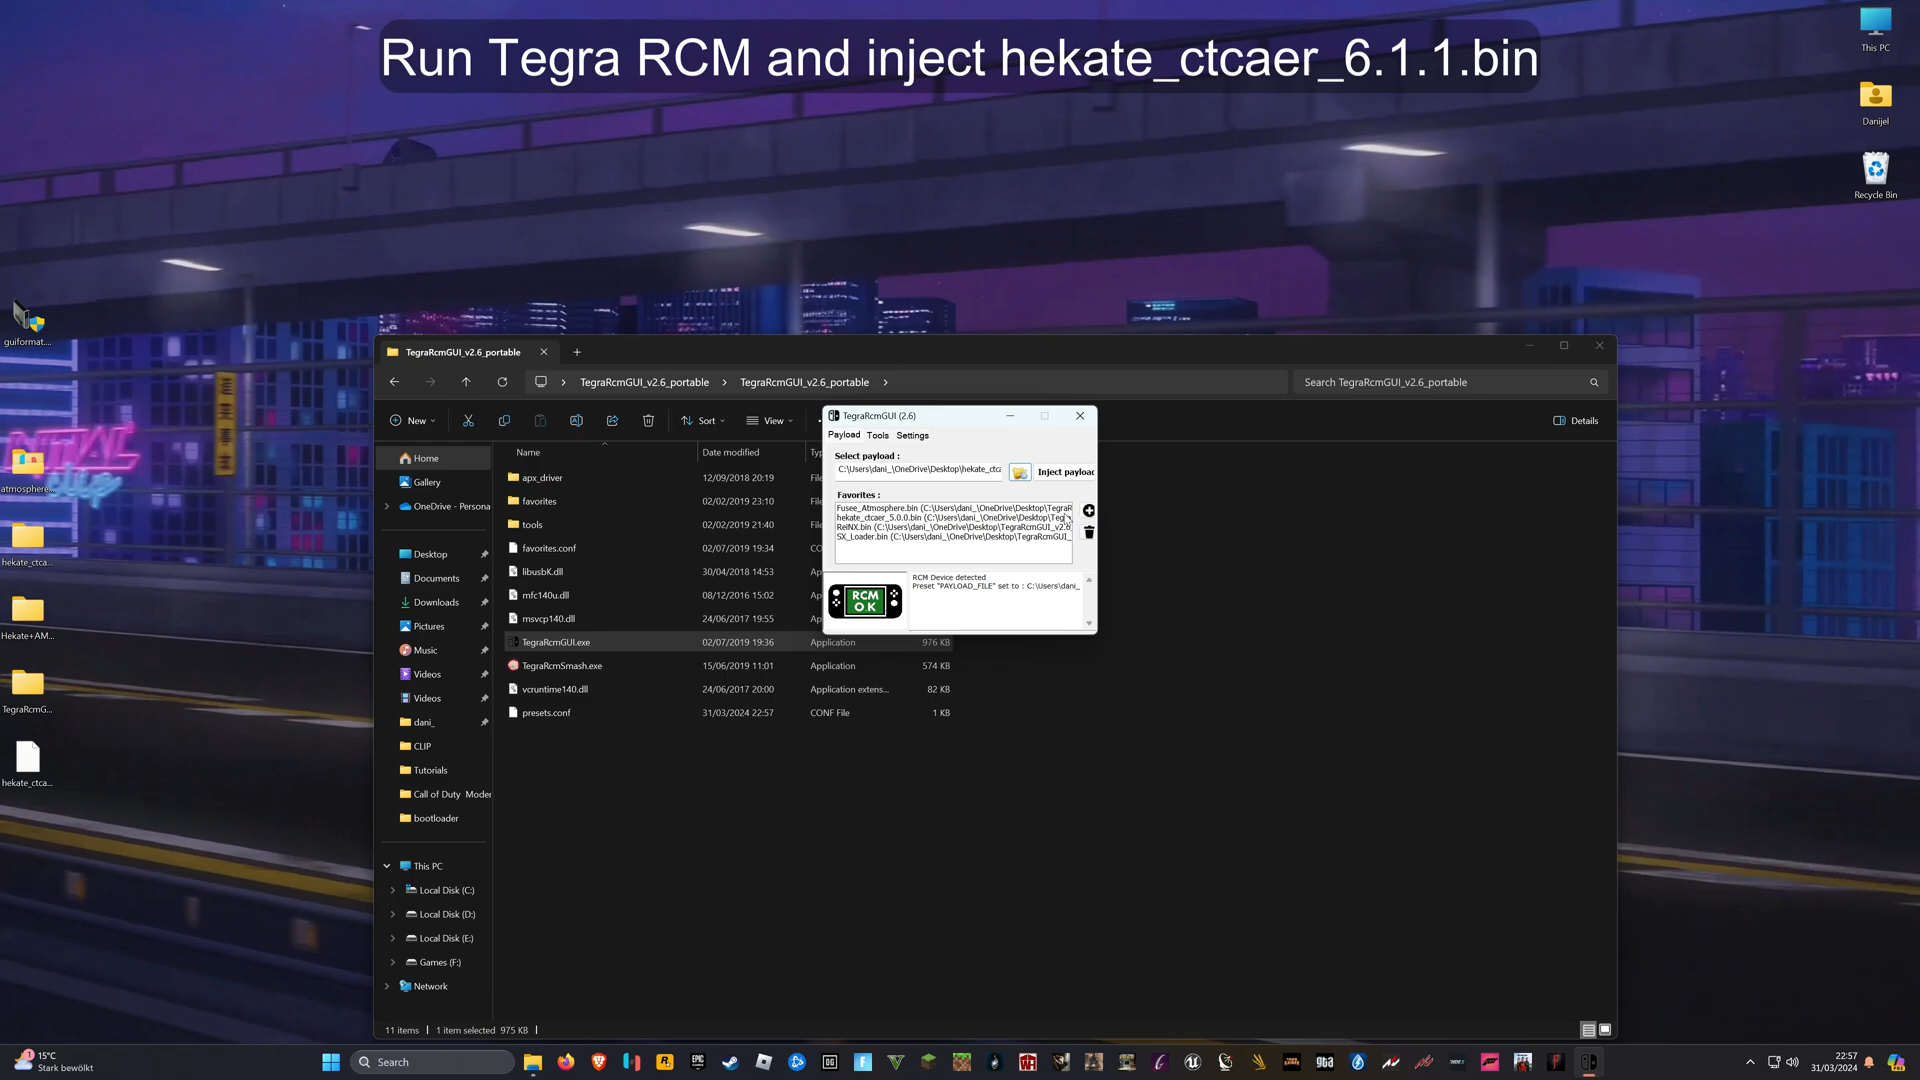 Run Tegra RCM and inject hekate_ctcaer_6.1.1.bin
This PC
Danijel
Recycle Bin
guiformat....
atmosphere...
hekate_ctca...
Hekate+AM...
TegraRcmG...
hekate_ctca...
TegraRcmGUI_v2.6_portable
TegraRcmGUI_v2.6_portable
TegraRcmGUI_v2.6_portable
Search TegraRcmGUI_v2.6_portable
New
Sort
View
Details
Home
Gallery
OneDrive - Persona
Desktop
Documents
Downloads
Pictures
Music
Videos
Videos
dani_
CLIP
Tutorials
Call of Duty Moder
bootloader
This PC
Local Disk (C:)
Local Disk (D:)
Local Disk (E:)
Games (F:)
Network
Name Date modified Ty
apx_driver 12/09/2018 20:19 File
favorites 02/02/2019 23:10 File
tools 02/02/2019 21:40 File
favorites.conf 02/07/2019 19:34 CO
libusbK.dll 30/04/2018 14:53 App
mfc140u.dll 08/12/2016 15:02 App
msvcp140.dll 24/06/2017 19:55 App
TegraRcmGUI.exe 02/07/2019 19:36 Application 976 KB
TegraRcmSmash.exe 15/06/2019 11:01 Application 574 KB
vcruntime140.dll 24/06/2017 20:00 Application extens... 82 KB
presets.conf 31/03/2024 22:57 CONF File 1 KB
TegraRcmGUI (2.6)
Payload Tools Settings
Select payload :
C:\Users\dani_\OneDrive\Desktop\hekate_ctca
Inject payload
Favorites :
Fusee_Atmosphere.bin (C:\Users\dani_\OneDrive\Desktop\TegraR
hekate_ctcaer_5.0.0.bin (C:\Users\dani_\OneDrive\Desktop\Teg
ReiNX.bin (C:\Users\dani_\OneDrive\Desktop\TegraRcmGUI_v2.6
SX_Loader.bin (C:\Users\dani_\OneDrive\Desktop\TegraRcmGUI_
RCM
O.K
RCM Device detected
Preset "PAYLOAD_FILE" set to : C:\Users\dani_
11 items
1 item selected 975 KB
15°C
Stark bewölkt
Search
22:57
31/03/2024